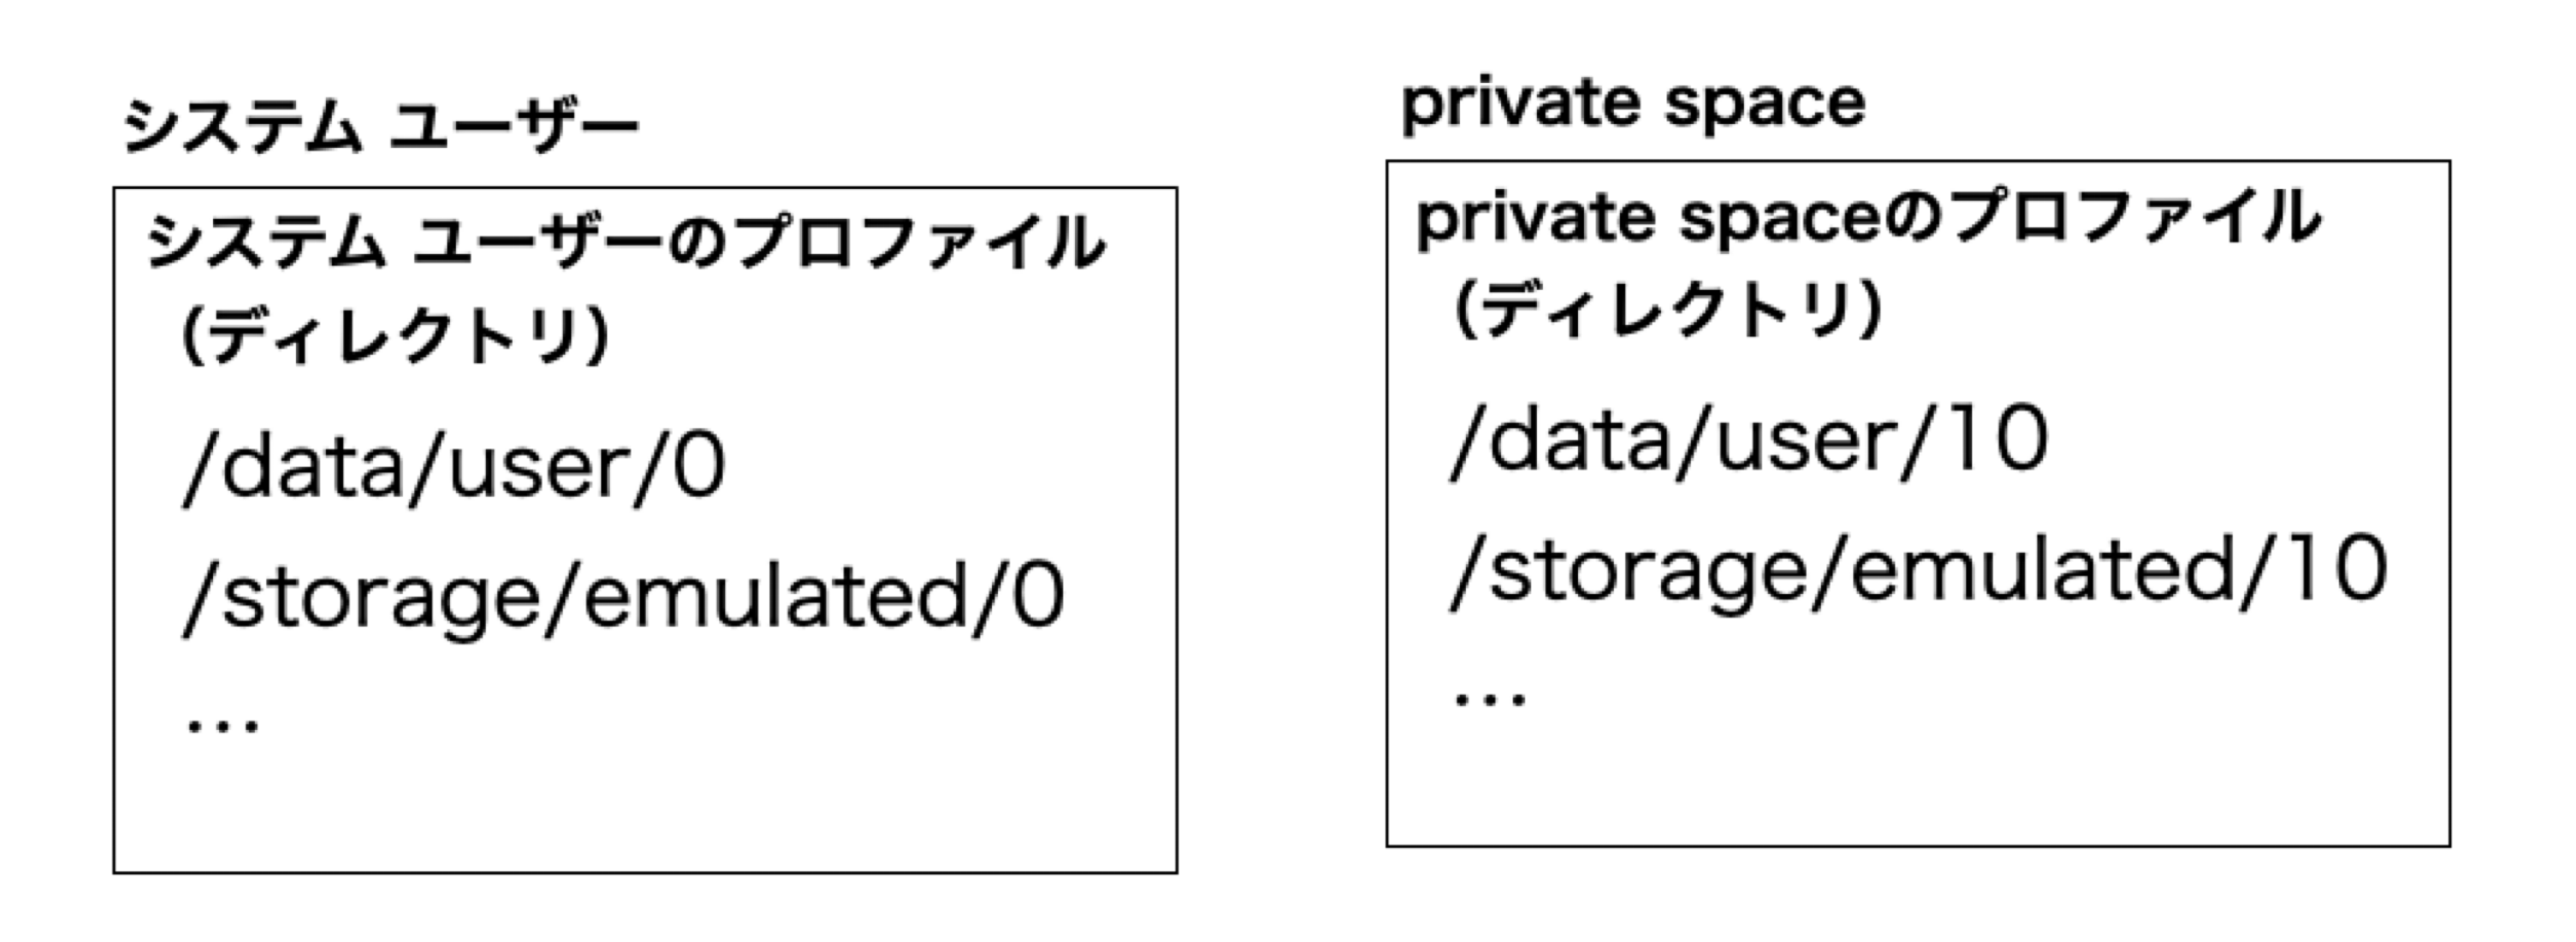 システム ユーザー
システム ユーザーのプロファイル
（ディレクトリ）
/data/user/0
/storage/emulated/0
…
private space
private spaceのプロファイル
（ディレクトリ）
/data/user/10
/storage/emulated/10
…